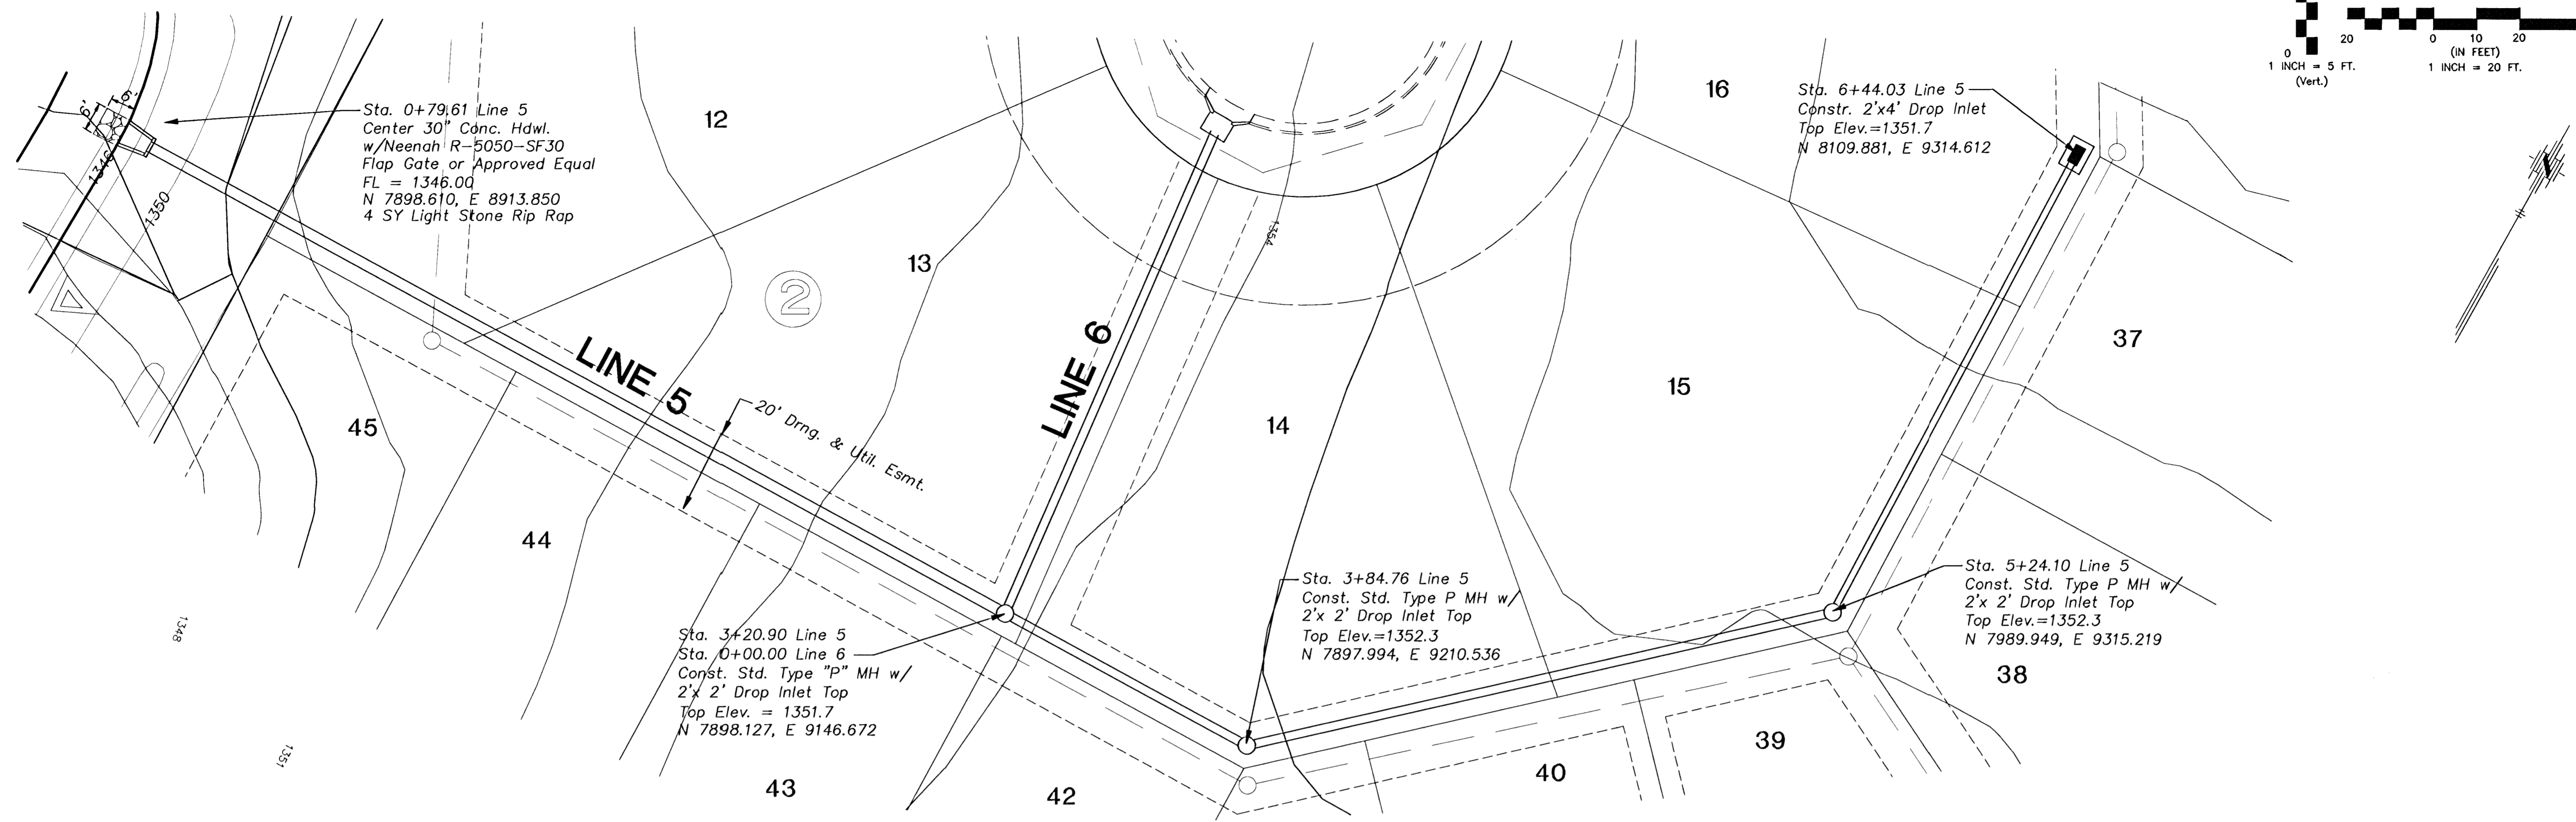 20
0
10
20
(IN FEET)
0
1 INCH = 5 FT.
(Vert.)
1 INCH = 20 FT.
6'
6'
1346
1350
Sta. 0+79.61 Line 5
Center 30" Conc. Hdwl.
w/Neenah R-5050-SF30
Flap Gate or Approved Equal
FL = 1346.00
N 7898.610, E 8913.850
4 SY Light Stone Rip Rap
12
13
2
16
Sta. 6+44.03 Line 5
Constr. 2'x4' Drop Inlet
Top Elev.=1351.7
N 8109.881, E 9314.612
1354
37
LINE 5
LINE 6
20' Drng. & Util. Esmt.
45
14
15
44
Sta. 3+84.76 Line 5
Const. Std. Type P MH w/
2'x 2' Drop Inlet Top
Top Elev.=1352.3
N 7897.994, E 9210.536
Sta. 5+24.10 Line 5
Const. Std. Type P MH w/
2'x 2' Drop Inlet Top
Top Elev.=1352.3
N 7989.949, E 9315.219
1348
Sta. 3+20.90 Line 5
Sta. 0+00.00 Line 6
Const. Std. Type "P" MH w/
2'x 2' Drop Inlet Top
Top Elev. = 1351.7
N 7898.127, E 9146.672
38
1351
39
43
42
40